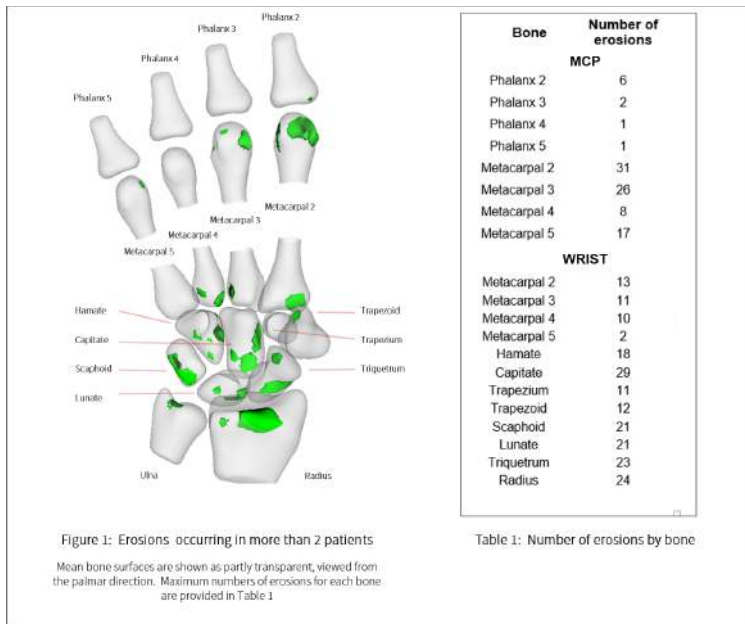 Phalanx 2
Phalanx 3
Phalanx 4
Phalanx 5
Metacarpal 2
Metacarpal 3
Metacarpal 4
Metacarpal 5
Hamate
Capitate
Scaphoid
Lunate
Trapezoid
Trapezium
Triquetrum
Ulna
Radius
Figure 1: Erosions occurring in more than 2 patients
Mean bone surfaces are shown as partly transparent, viewed from
the palmar direction. Maximum numbers of erosions for each bone
are provided in Table 1
Bone Number of
erosions
MCP
Phalanx 2 6
Phalanx 3 2
Phalanx 4 1
Phalanx 5 1
Metacarpal 2 31
Metacarpal 3 26
Metacarpal 4 8
Metacarpal 5 17
WRIST
Metacarpal 2 13
Metacarpal 3 11
Metacarpal 4 10
Metacarpal 5 2
Hamate 18
Capitate 29
Trapezium 11
Trapezoid 12
Scaphoid 21
Lunate 21
Triquetrum 23
Radius 24
Table 1: Number of erosions by bone